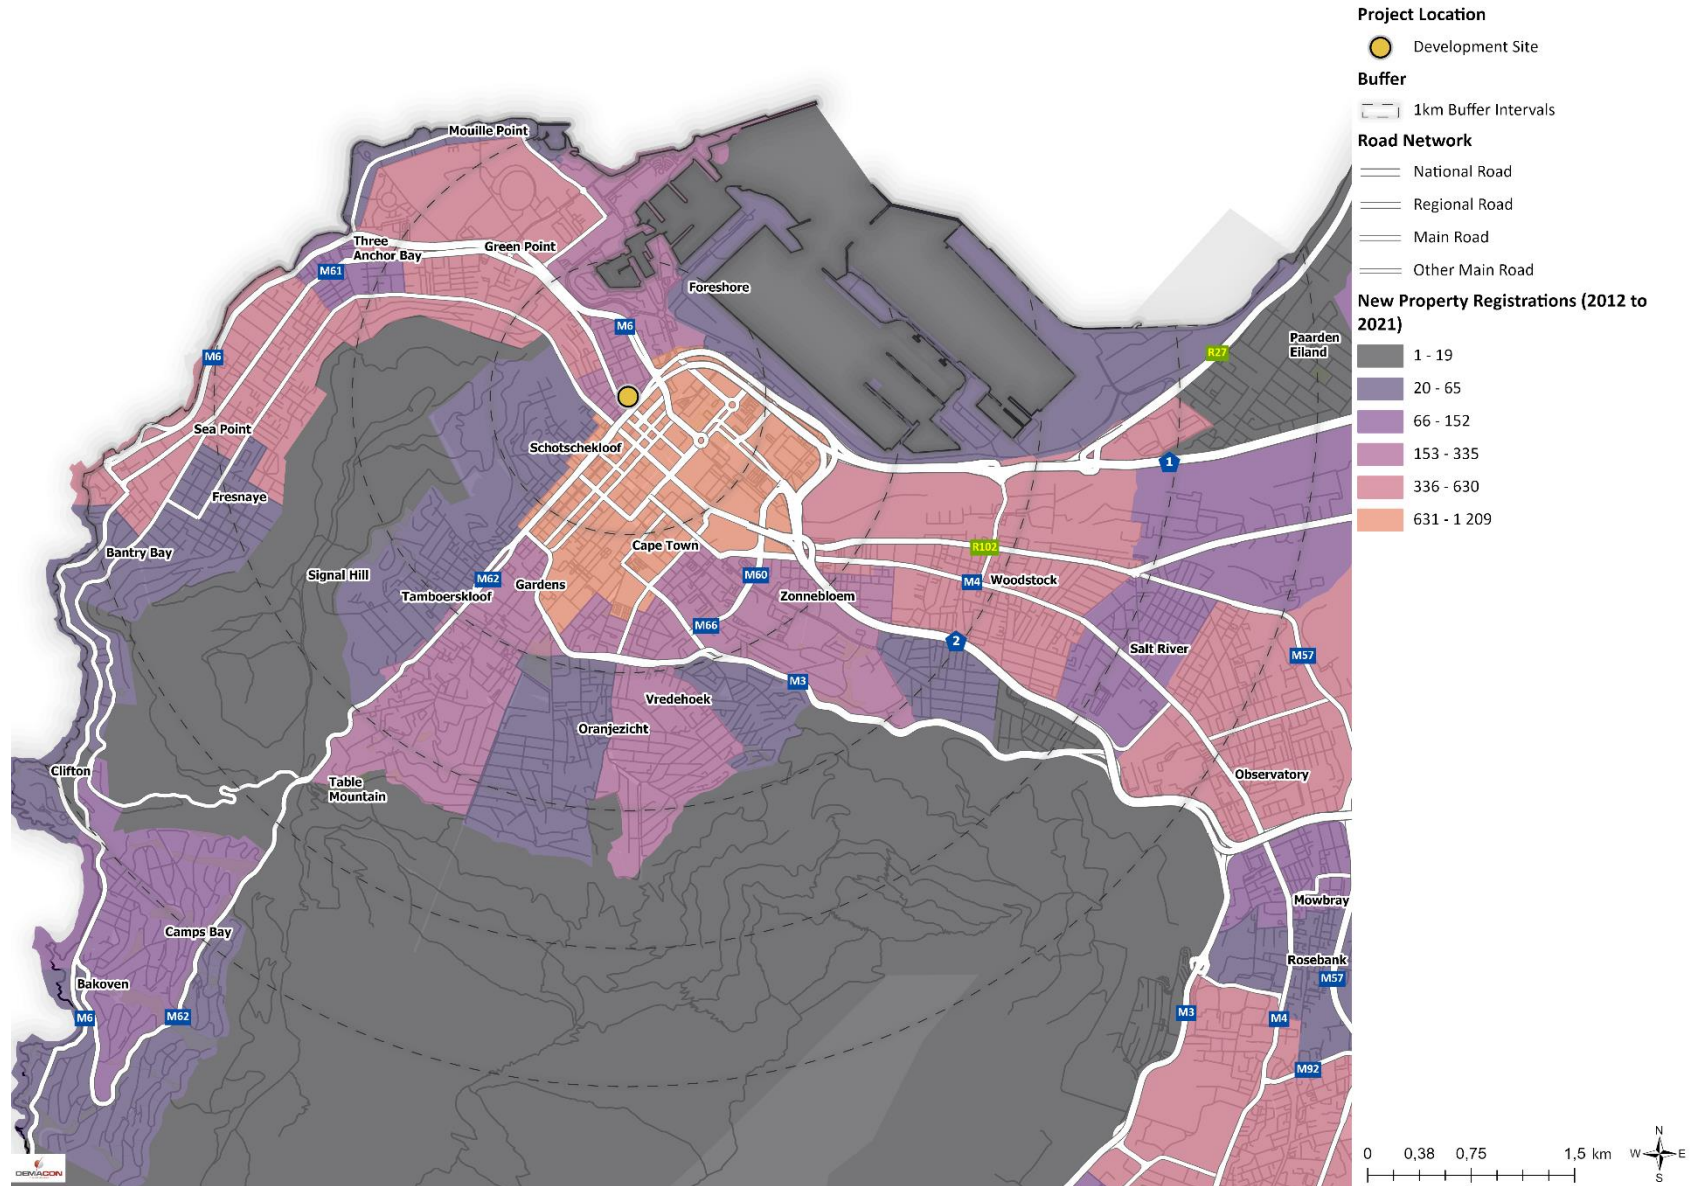 Project Location
Development Site
Buffer
1km Buffer Intervals
Road Network
National Road
Regional Road
Main Road
Other Main Road
New Property Registrations (2012 to
2021)
1 - 19
20 - 65
66 - 152
153 - 335
336 - 630
631 - 1 209
Mouille Point
Three
Anchor Bay
Green Point
M61
Foreshore
M6
M6
Paarden
Eiland
R27
Sea Point
Schotschekloof
1
Fresnaye
Bantry Bay
Cape Town
R102
Signal Hill
M62
Gardens
M60
M4
Woodstock
Tamboerskloof
Zonnebloem
M66
2
Salt River
M57
M3
Vredehoek
Oranjezicht
Clifton
Table
Mountain
Observatory
Mowbray
Camps Bay
Rosebank
Bakoven
M57
M6
M62
M3
M4
M92
DEMACON
0 0,38 0,75 1,5 km
N
W E
S